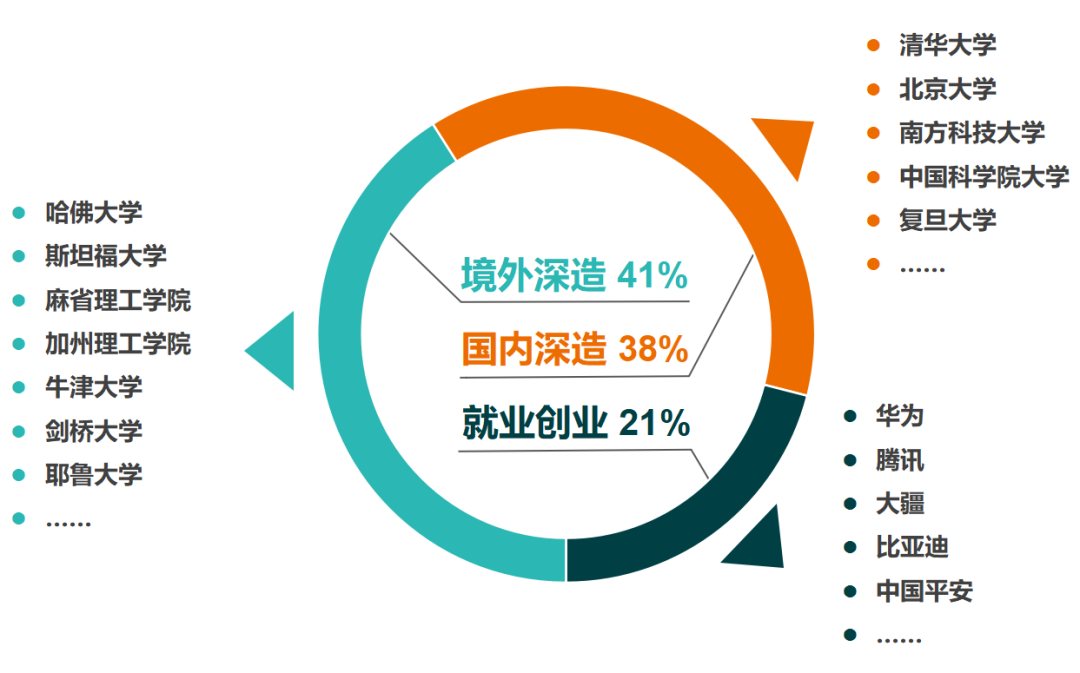 清华大学
北京大学
南方科技大学
中国科学院大学
复旦大学
......
哈佛大学
斯坦福大学
麻省理工学院
加州理工学院
牛津大学
剑桥大学
耶鲁大学
......
境外深造 41%
国内深造 38%
就业创业 21%
华为
腾讯
大疆
比亚迪
中国平安
......